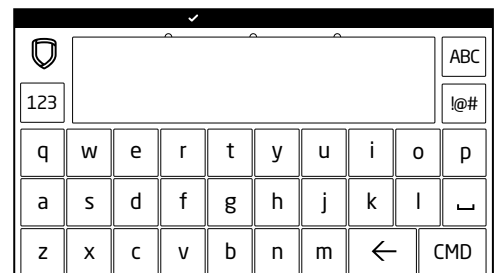 ABC
123 !@#
q w e r t y u i o p
a s d f g h j k l ⎵
z x c v b n m ← CMD